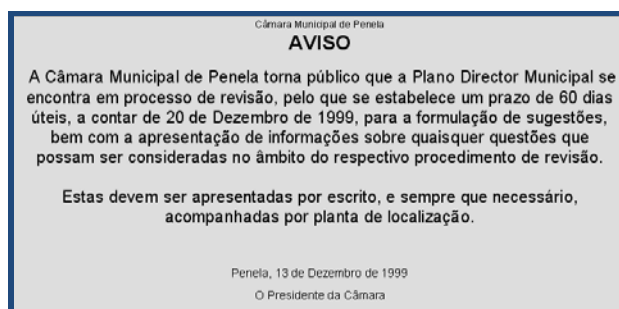 Câmara Municipal de Penela
AVISO
A Câmara Municipal de Penela torna público que a Plano Director Municipal se
encontra em processo de revisão, pelo que se estabelece um prazo de 60 dias
úteis, a contar de 20 de Dezembro de 1999, para a formulação de sugestões,
bem com a apresentação de informações sobre quaisquer questões que
possam ser consideradas no âmbito do respectivo procedimento de revisão.
Estas devem ser apresentadas por escrito, e sempre que necessário,
acompanhadas por planta de localização.
Penela, 13 de Dezembro de 1999
O Presidente da Câmara